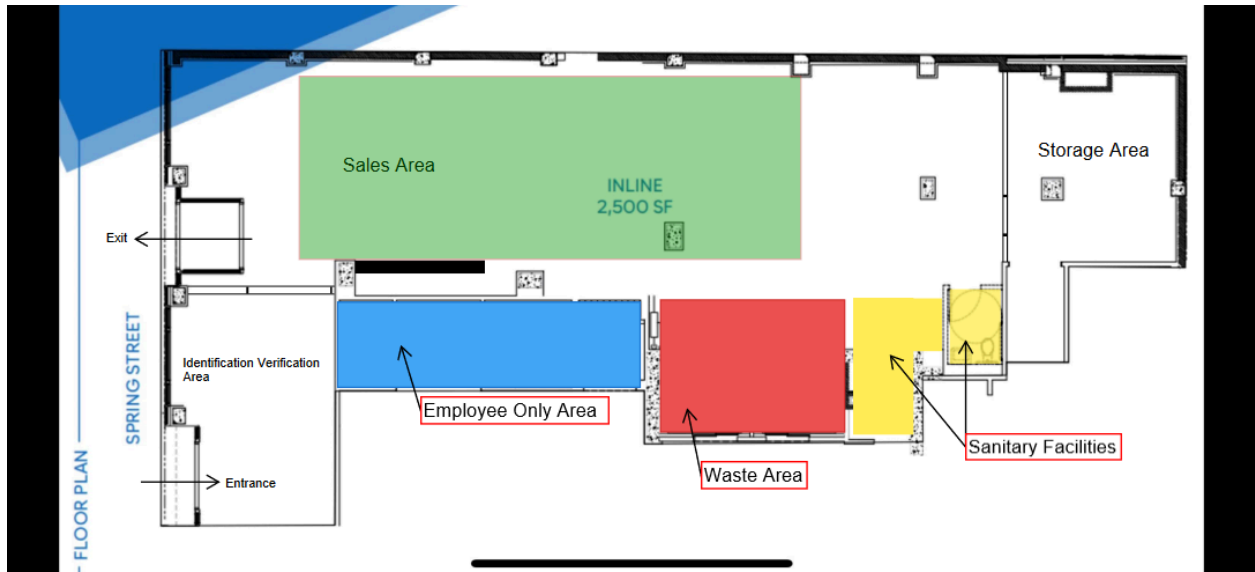 Sales Area
INLINE
2,500 SF
Storage Area
Exit
Identification Verification
Area
Employee Only Area
Waste Area
Sanitary Facilities
Entrance
SPRING STREET
FLOOR PLAN